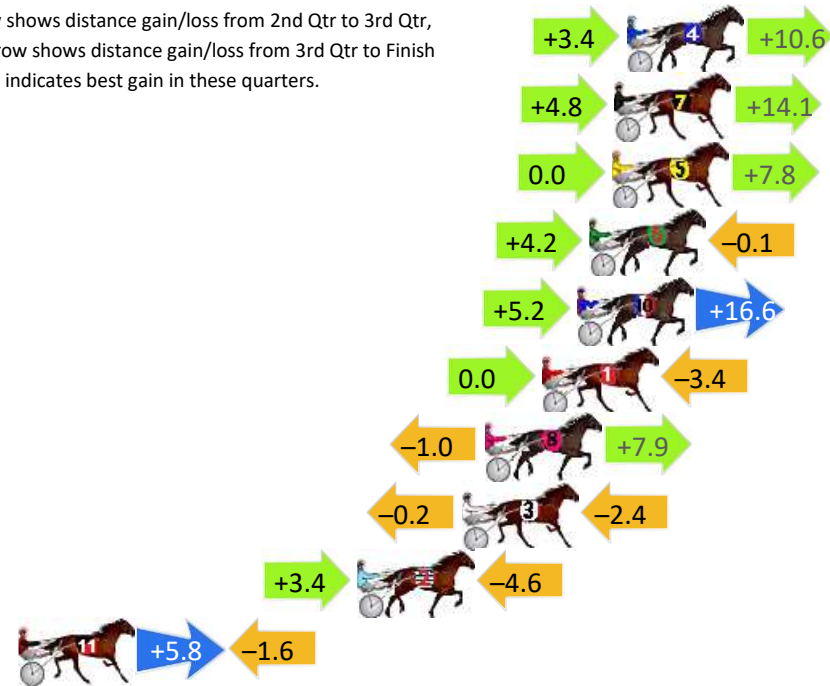 shows distance gain/loss from 2nd Qtr to 3rd Qtr,
row shows distance gain/loss from 3rd Qtr to Finish
indicates best gain in these quarters.
+3.4 4 +10.6
+4.8 7 +14.1
0.0 5 +7.8
+4.2 –0.1
+5.2 10 +16.6
0.0 1 –3.4
–1.0 8 +7.9
–0.2 3 –2.4
+3.4 –4.6
11 +5.8 –1.6